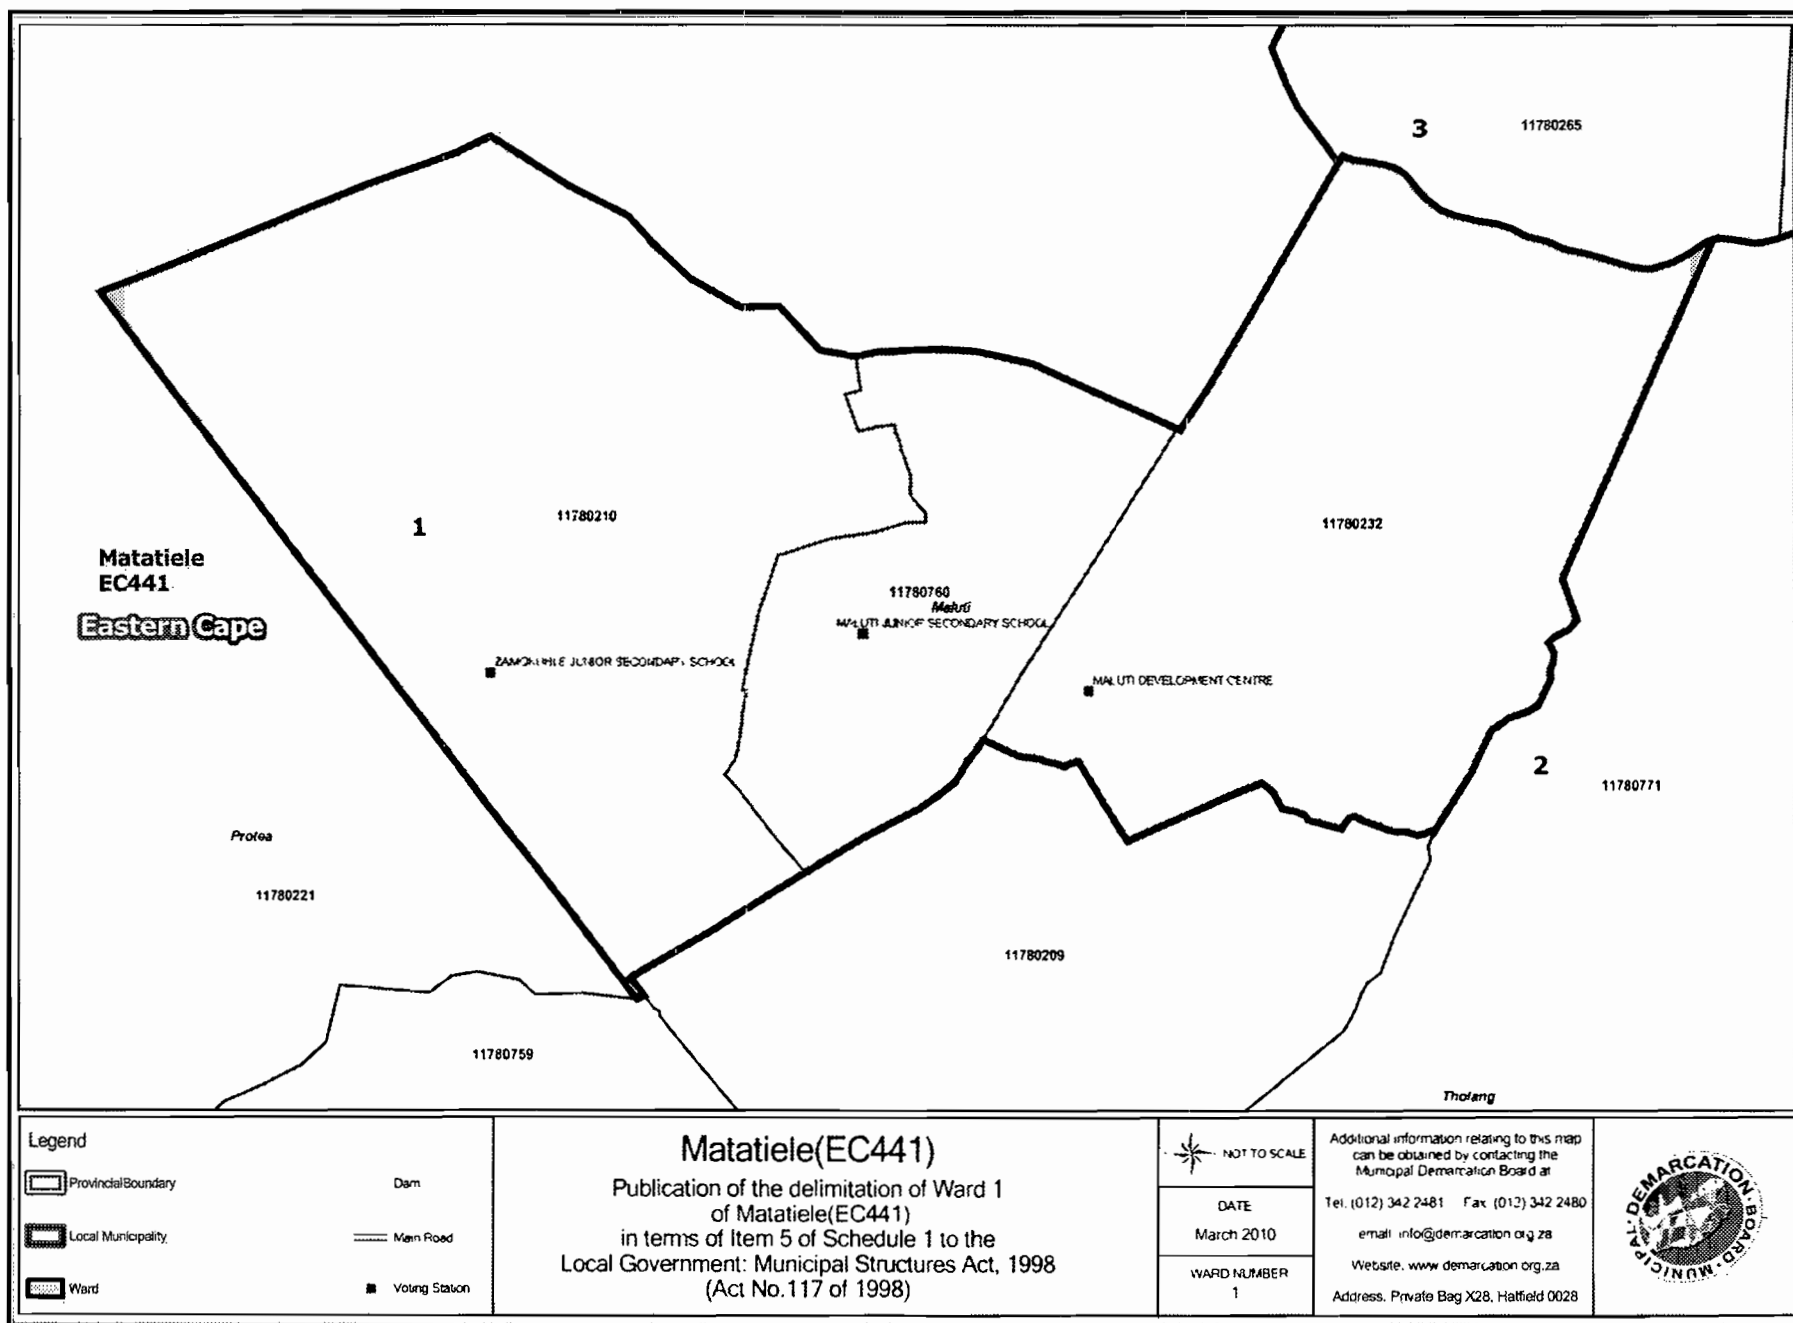 3
11780265
1
11780210
11780232
Matatiele
EC441
Eastern Cape
11780760
Maluti
MALUTI JUNIOR SECONDARY SCHOOL
ZAMOKUHLE JUNIOR SECONDARY SCHOOL
MALUTI DEVELOPMENT CENTRE
2
11780771
Protea
11780221
11780209
11780759
Tholang
Legend
Provincial Boundary
Dam
Local Municipality
Main Road
Ward
Voting Station
Matatiele(EC441)
Publication of the delimitation of Ward 1
of Matatiele(EC441)
in terms of Item 5 of Schedule 1 to the
Local Government: Municipal Structures Act, 1998
(Act No.117 of 1998)
NOT TO SCALE
DATE
March 2010
WARD NUMBER
1
Additional information relating to this map
can be obtained by contacting the
Municipal Demarcation Board at
Tel. (012) 342 2481 Fax (012) 342 2480
email info@demarcation.org.za
Website. www demarcation org.za
Address. Private Bag X28, Hatfield 0028
MUNICIPAL · DEMARCATION · BOARD ·